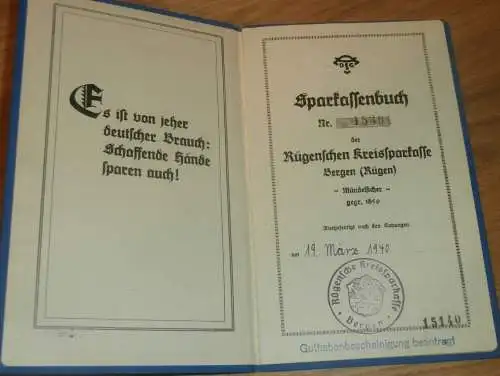 Es ist von jeher
deutscher Brauch:
Schaffende Hände
sparen auch!
Sparkassenbuch
Nr.
der
Rügenschen Kreissparkasse
Bergen (Rügen)
– Mündelsicher –
gegr.
Ausgefertigt nach den Satzungen
am 19. März 1940
Rügensche Kreissparkasse
Bergen
15140
Guthabenbescheinigung beantragt